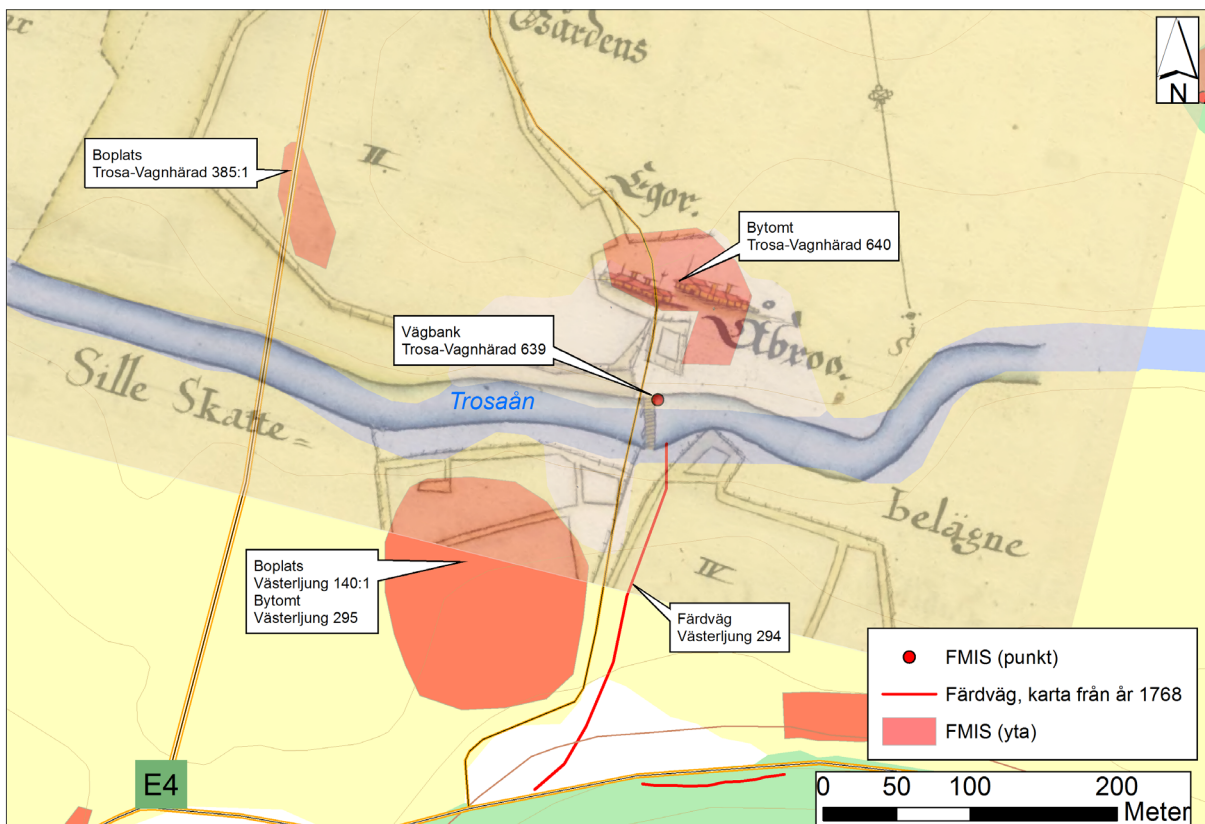 Gårdens
N
Boplats
Trosa-Vagnhärad 385:1
II.
Egor.
Bytomt
Trosa-Vagnhärad 640
Vägbank
Trosa-Vagnhärad 639
Åbroo.
Sille Skatte=
Trosaån
belägne
Boplats
Västerljung 140:1
Bytomt
Västerljung 295
IV
Färdväg
Västerljung 294
FMIS (punkt)
Färdväg, karta från år 1768
FMIS (yta)
E4
0 50 100 200
Meter